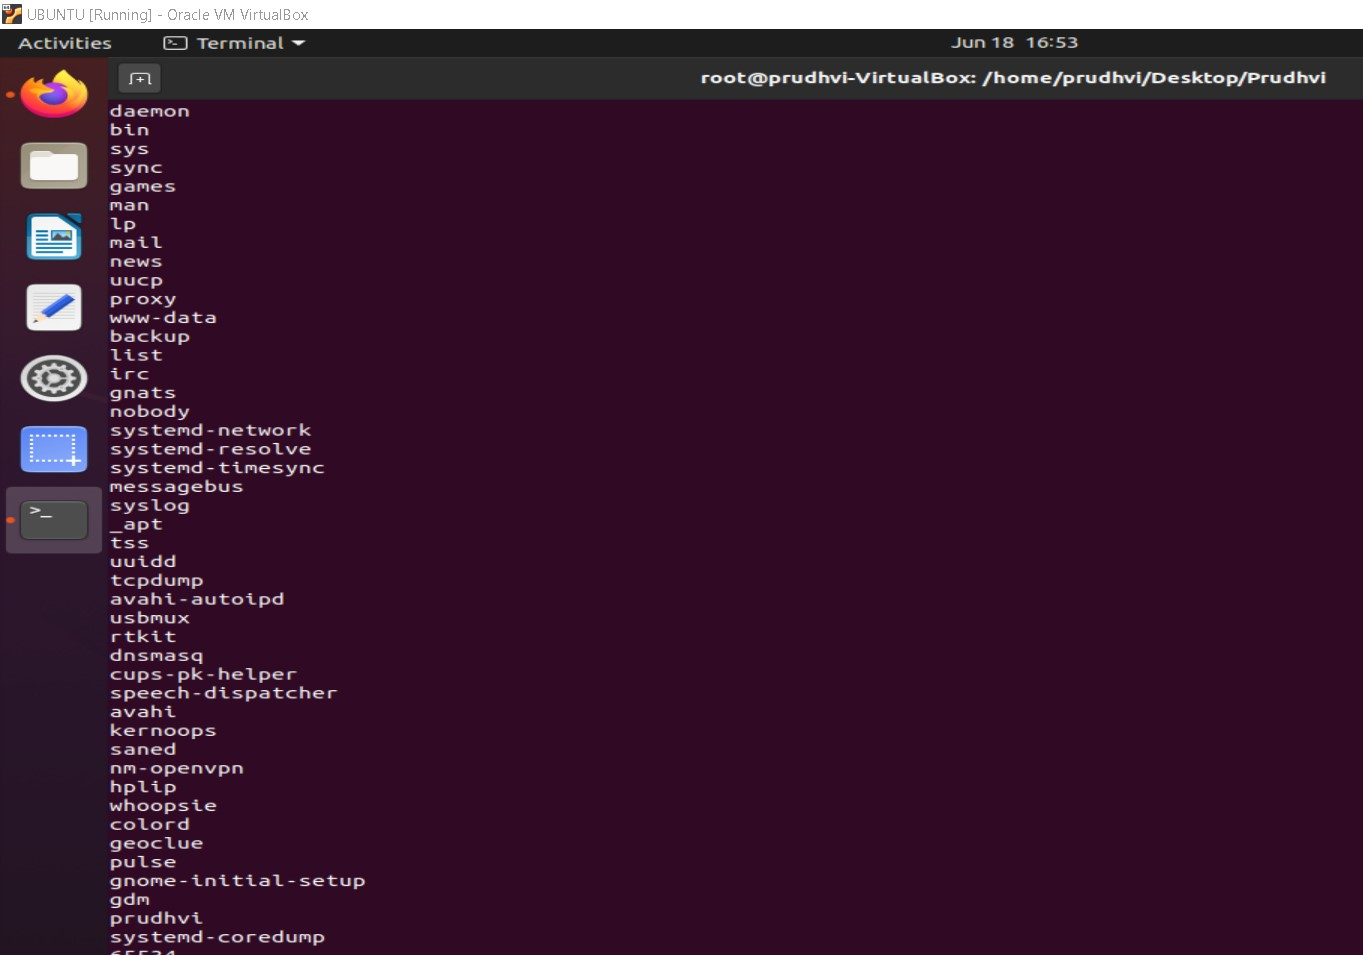 UBUNTU [Running] - Oracle VM VirtualBox
Activities Terminal Jun 18 16:53
root@prudhvi-VirtualBox: /home/prudhvi/Desktop/Prudhvi
daemon
bin
sys
sync
games
man
lp
mail
news
uucp
proxy
www-data
backup
list
irc
gnats
nobody
systemd-network
systemd-resolve
systemd-timesync
messagebus
syslog
_apt
tss
uuidd
tcpdump
avahi-autoipd
usbmux
rtkit
dnsmasq
cups-pk-helper
speech-dispatcher
avahi
kernoops
saned
nm-openvpn
hplip
whoopsie
colord
geoclue
pulse
gnome-initial-setup
gdm
prudhvi
systemd-coredump